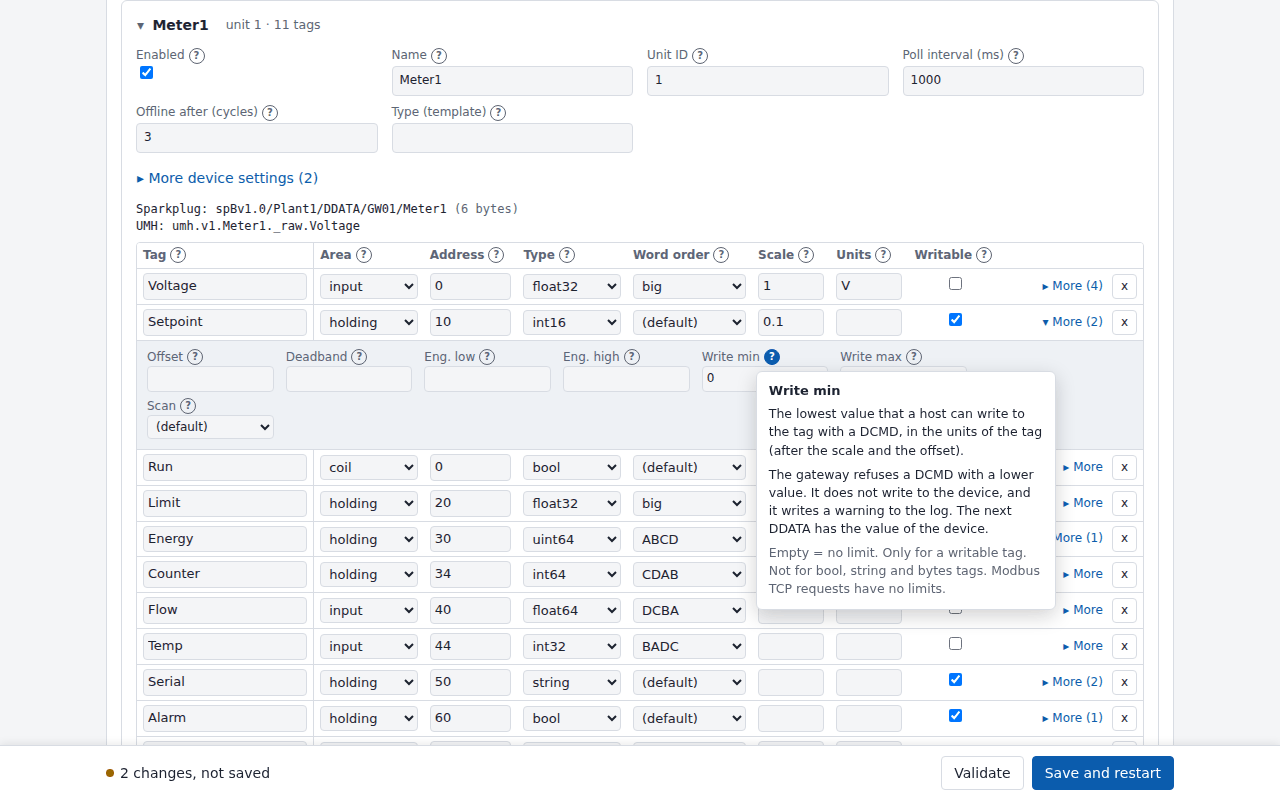 ▾ Meter1 unit 1 · 11 tags
Enabled ? Name ? Unit ID ? Poll interval (ms) ?
Meter1 1 1000
Offline after (cycles) ? Type (template) ?
3
▸ More device settings (2)
Sparkplug: spBv1.0/Plant1/DDATA/GW01/Meter1 (6 bytes)
UMH: umh.v1.Meter1._raw.Voltage
Tag ? Area ? Address ? Type ? Word order ? Scale ? Units ? Writable ?
Voltage input 0 float32 big 1 V ▸ More (4) x
Setpoint holding 10 int16 (default) 0.1 ▾ More (2) x
Offset ? Deadband ? Eng. low ? Eng. high ? Write min ? Write max ?
0
Scan ?
(default)
Write min
The lowest value that a host can write to
the tag with a DCMD, in the units of the tag
(after the scale and the offset).
The gateway refuses a DCMD with a lower
value. It does not write to the device, and
it writes a warning to the log. The next
DDATA has the value of the device.
Empty = no limit. Only for a writable tag.
Not for bool, string and bytes tags. Modbus
TCP requests have no limits.
Run coil 0 bool (default) ▸ More x
Limit holding 20 float32 big ▸ More x
Energy holding 30 uint64 ABCD More (1) x
Counter holding 34 int64 CDAB ▸ More x
Flow input 40 float64 DCBA ▸ More x
Temp input 44 int32 BADC ▸ More x
Serial holding 50 string (default) ▸ More (2) x
Alarm holding 60 bool (default) ▸ More (1) x
2 changes, not saved Validate Save and restart